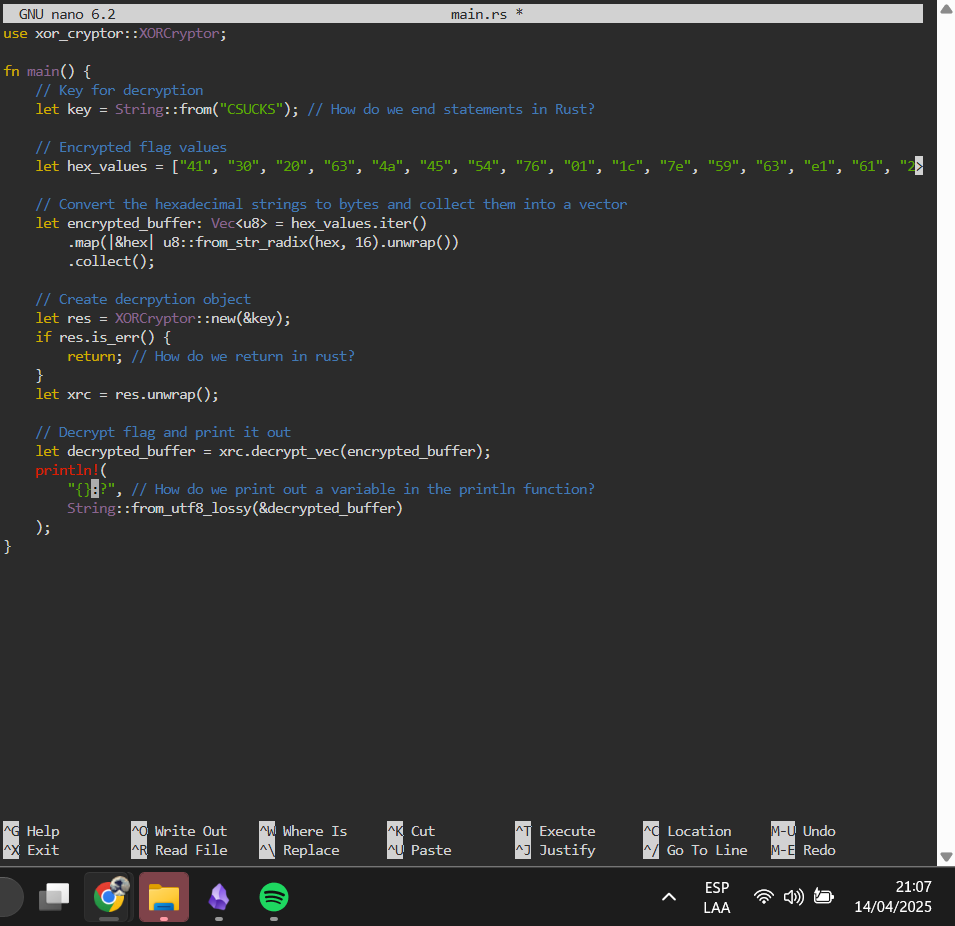 GNU nano 6.2 main.rs *
use xor_cryptor::XORCryptor;
fn main() {
    // Key for decryption
    let key = String::from("CSUCKS"); // How do we end statements in Rust?
    // Encrypted flag values
    let hex_values = ["41", "30", "20", "63", "4a", "45", "54", "76", "01", "1c", "7e", "59", "63", "e1", "61", "2>
    // Convert the hexadecimal strings to bytes and collect them into a vector
    let encrypted_buffer: Vec<u8> = hex_values.iter()
        .map(|&hex| u8::from_str_radix(hex, 16).unwrap())
        .collect();
    // Create decrpytion object
    let res = XORCryptor::new(&key);
    if res.is_err() {
        return; // How do we return in rust?
    }
    let xrc = res.unwrap();
    // Decrypt flag and print it out
    let decrypted_buffer = xrc.decrypt_vec(encrypted_buffer);
    println!(
        "{}:?", // How do we print out a variable in the println function?
        String::from_utf8_lossy(&decrypted_buffer)
    );
}
^G Help ^O Write Out ^W Where Is ^K Cut ^T Execute ^C Location M-U Undo
^X Exit ^R Read File ^\ Replace ^U Paste ^J Justify ^/ Go To Line M-E Redo
ESP 21:07
LAA 14/04/2025